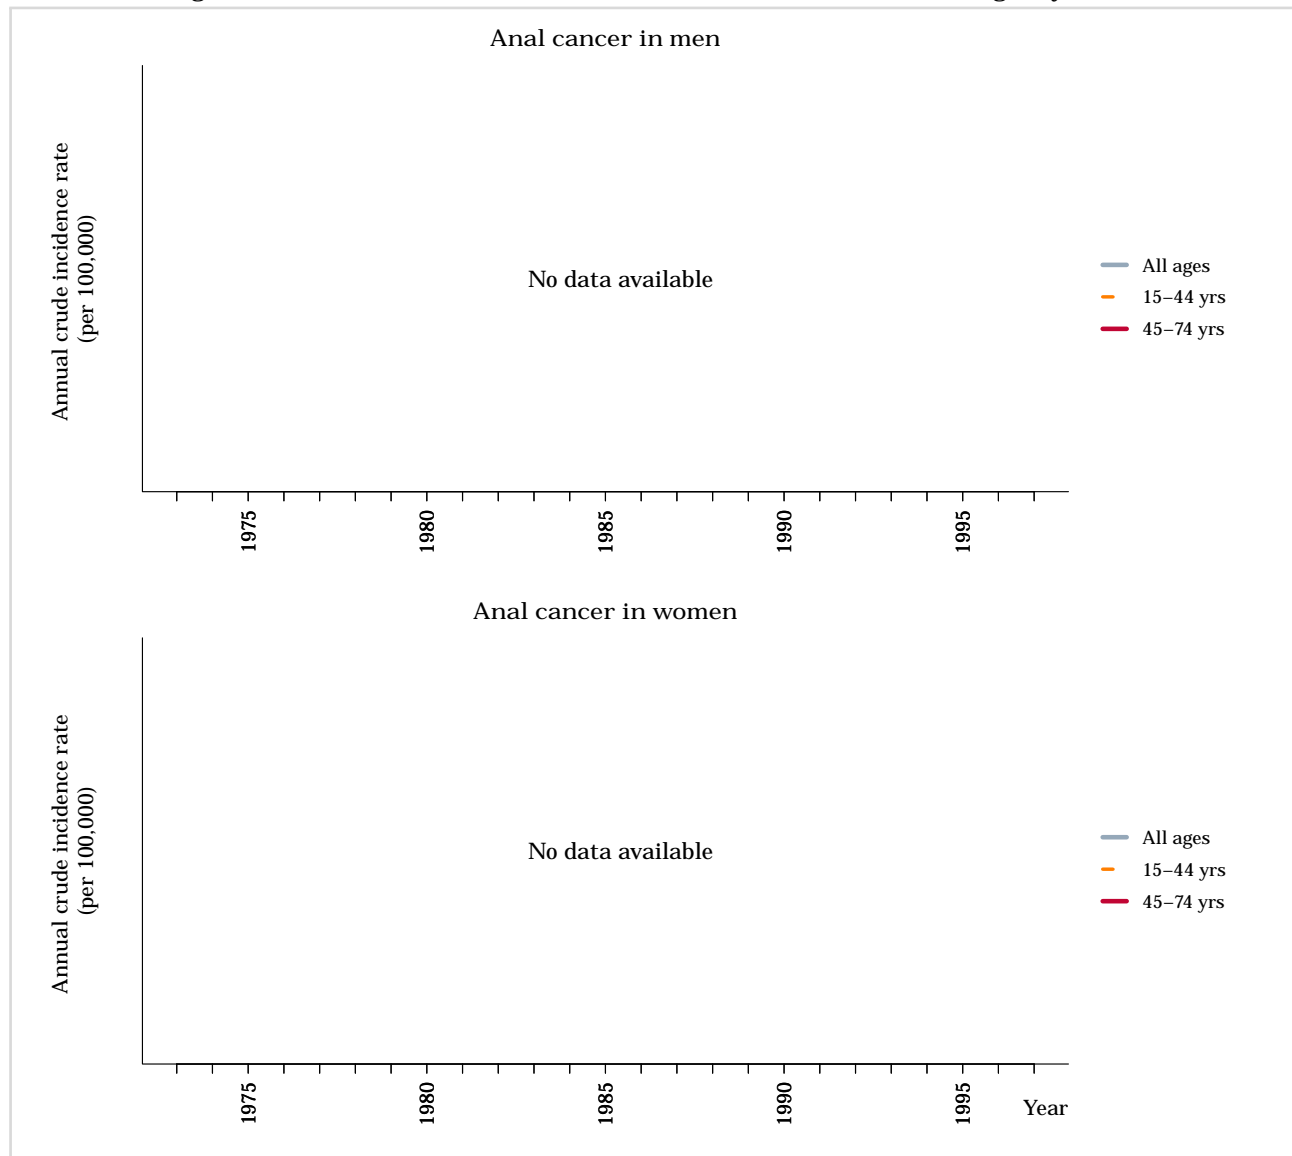 Anal cancer in men
Annual crude incidence rate
(per 100,000)
No data available
All ages
15–44 yrs
45–74 yrs
1975
1980
1985
1990
1995
Anal cancer in women
Annual crude incidence rate
(per 100,000)
No data available
All ages
15–44 yrs
45–74 yrs
1975
1980
1985
1990
1995
Year